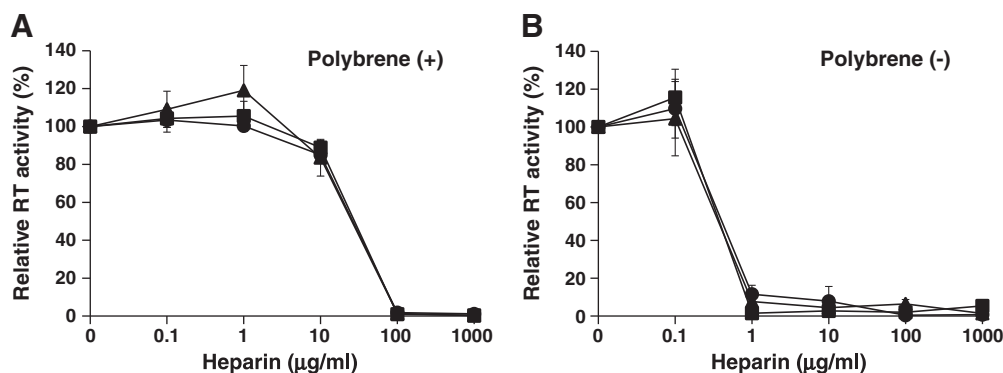 A
Polybrene (+)
Relative RT activity (%)
140
120
100
80
60
40
20
0
0 0.1 1 10 100 1000
Heparin (μg/ml)
B
Polybrene (-)
Relative RT activity (%)
140
120
100
80
60
40
20
0
0 0.1 1 10 100 1000
Heparin (μg/ml)